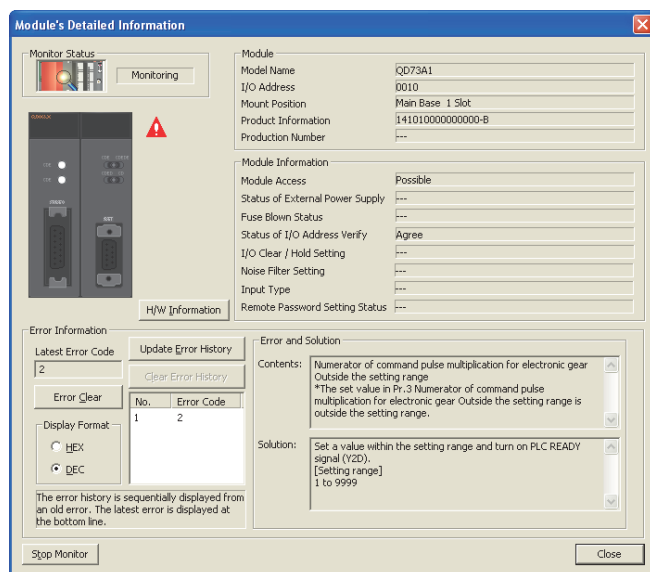 Module's Detailed Information
Monitor Status
Monitoring
Module
Model Name QD73A1
I/O Address 0010
Mount Position Main Base 1 Slot
Product Information 141010000000000-B
Production Number ---
Module Information
Module Access Possible
Status of External Power Supply ---
Fuse Blown Status ---
Status of I/O Address Verify Agree
I/O Clear / Hold Setting ---
Noise Filter Setting ---
Input Type ---
Remote Password Setting Status ---
H/W Information
Error Information
Latest Error Code
2
Error Clear
Display Format
HEX
DEC
Update Error History
Clear Error History
No. Error Code
1 2
The error history is sequentially displayed from
an old error. The latest error is displayed at
the bottom line.
Error and Solution
Contents:
Numerator of command pulse multiplication for electronic gear
Outside the setting range
*The set value in Pr.3 Numerator of command pulse
multiplication for electronic gear Outside the setting range is
outside the setting range.
Solution:
Set a value within the setting range and turn on PLC READY
signal (Y2D).
[Setting range]
1 to 9999
Stop Monitor
Close